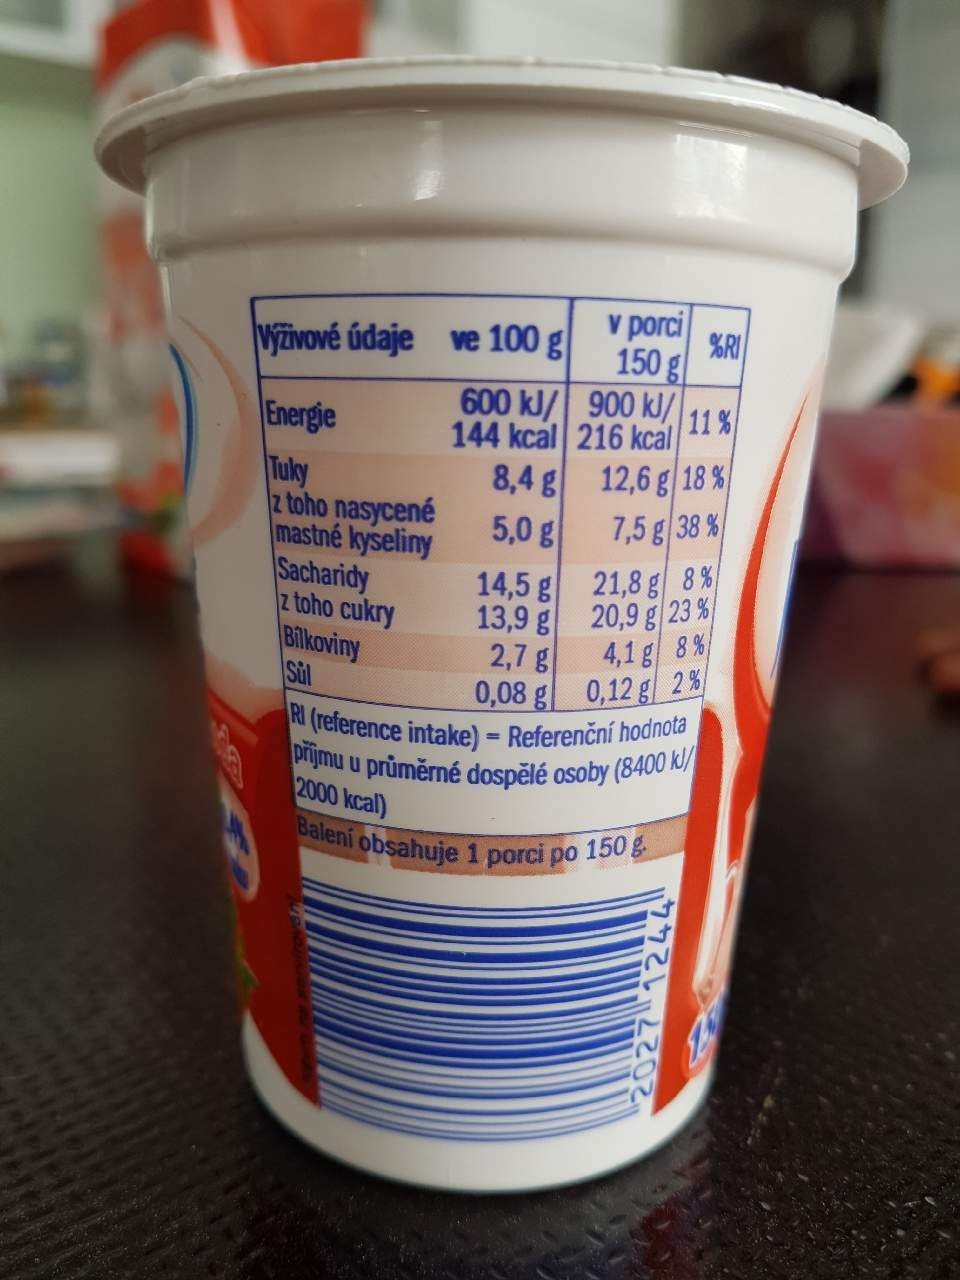 Výživové údaje ve 100 g v porci 150 g %RI
Energie 600 kJ/ 144 kcal 900 kJ/ 216 kcal 11 %
Tuky 8,4 g 12,6 g 18 %
z toho nasycené
mastné kyseliny 5,0 g 7,5 g 38 %
Sacharidy 14,5 g 21,8 g 8 %
z toho cukry 13,9 g 20,9 g 23 %
Bílkoviny 2,7 g 4,1 g 8 %
Sůl 0,08 g 0,12 g 2 %
RI (reference intake) = Referenční hodnota
příjmu u průměrné dospělé osoby (8400 kJ/
2000 kcal)
Balení obsahuje 1 porci po 150 g.
2027 1244